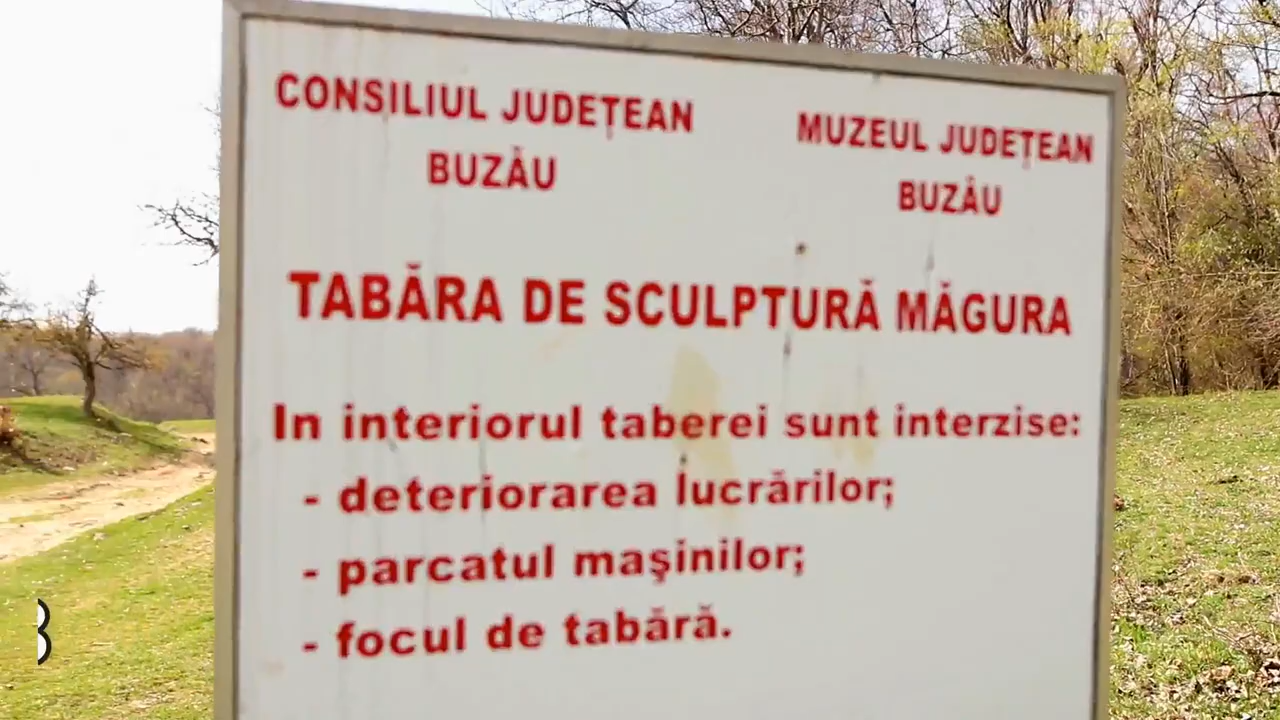 CONSILIUL JUDEȚEAN
BUZĂU
MUZEUL JUDEȚEAN
BUZĂU
TABĂRA DE SCULPTURĂ MĂGURA
In interiorul taberei sunt interzise:
- deteriorarea lucrărilor;
- parcatul mașinilor;
- focul de tabără.